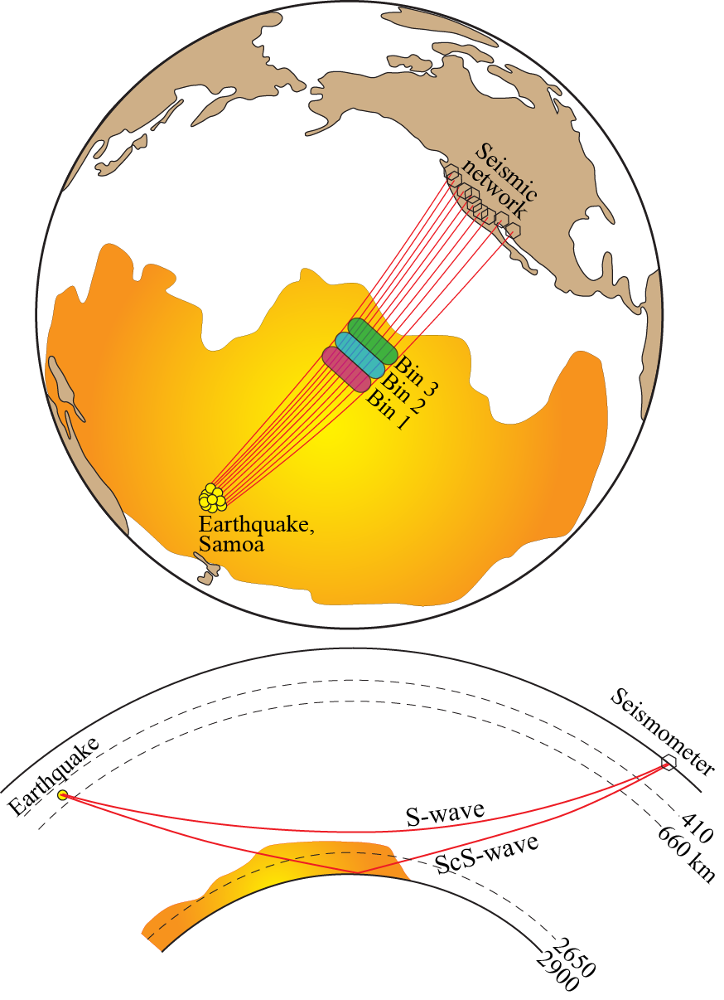 Seismic
network
Bin 3
Bin 2
Bin 1
Earthquake,
Samoa
Earthquake
Seismometer
S-wave
ScS-wave
410
660 km
2650
2900